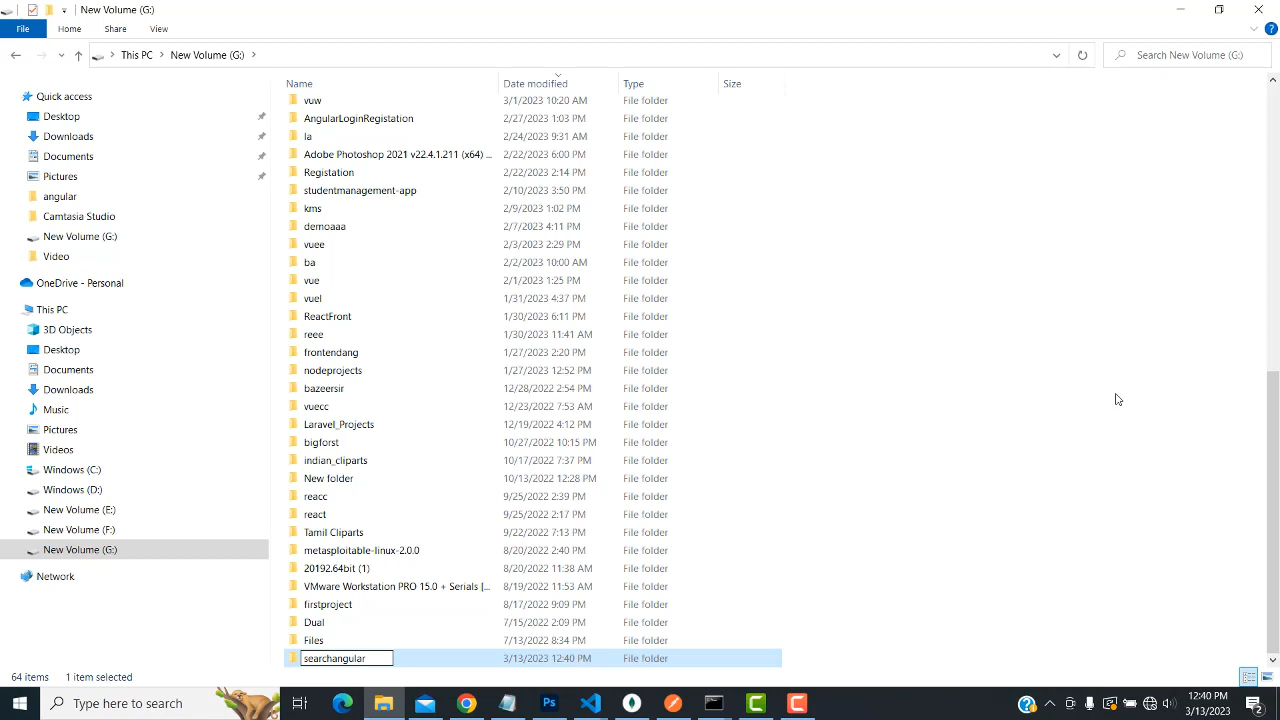 New Volume (G:)
File
Home
Share
View
This PC
New Volume (G:)
Search New Volume (G:)
Name
Date modified
Type
Size
Quick access
Desktop
Downloads
Documents
Pictures
angular
Camtasia Studio
New Volume (G:)
Video
OneDrive - Personal
This PC
3D Objects
Desktop
Documents
Downloads
Music
Pictures
Videos
Windows (C:)
Windows (D:)
New Volume (E:)
New Volume (F:)
New Volume (G:)
Network
vuw 3/1/2023 10:20 AM File folder
AngularLoginRegistation 2/27/2023 1:03 PM File folder
la 2/24/2023 9:31 AM File folder
Adobe Photoshop 2021 v22.4.1.211 (x64) ... 2/22/2023 6:00 PM File folder
Registation 2/22/2023 2:14 PM File folder
studentmanagement-app 2/10/2023 3:50 PM File folder
kms 2/9/2023 1:02 PM File folder
demoaaa 2/7/2023 4:11 PM File folder
vuee 2/3/2023 2:29 PM File folder
ba 2/2/2023 10:00 AM File folder
vue 2/1/2023 1:25 PM File folder
vuel 1/31/2023 4:37 PM File folder
ReactFront 1/30/2023 6:11 PM File folder
reee 1/30/2023 11:41 AM File folder
frontendang 1/27/2023 2:20 PM File folder
nodeprojects 1/27/2023 12:52 PM File folder
bazeersir 12/28/2022 2:54 PM File folder
vuecc 12/23/2022 7:53 AM File folder
Laravel_Projects 12/19/2022 4:12 PM File folder
bigforst 10/27/2022 10:15 PM File folder
indian_cliparts 10/17/2022 7:37 PM File folder
New folder 10/13/2022 12:28 PM File folder
reacc 9/25/2022 2:39 PM File folder
react 9/25/2022 2:17 PM File folder
Tamil Cliparts 9/22/2022 7:13 PM File folder
metasploitable-linux-2.0.0 8/20/2022 2:40 PM File folder
20192.64bit (1) 8/20/2022 11:38 AM File folder
VMware Workstation PRO 15.0 + Serials [... 8/19/2022 11:53 AM File folder
firstproject 8/17/2022 9:09 PM File folder
Dual 7/15/2022 2:09 PM File folder
Files 7/13/2022 8:34 PM File folder
searchangular 3/13/2023 12:40 PM File folder
64 items
1 item selected
Type here to search
Ps
12:40 PM
3/13/2023
2